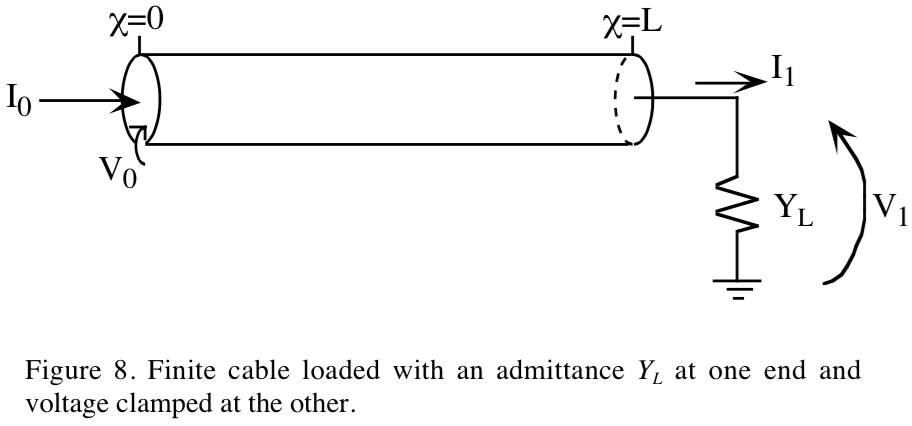 χ=0
χ=L
I0
I1
V0
YL
V1
Figure 8. Finite cable loaded with an admittance YL at one end and
voltage clamped at the other.